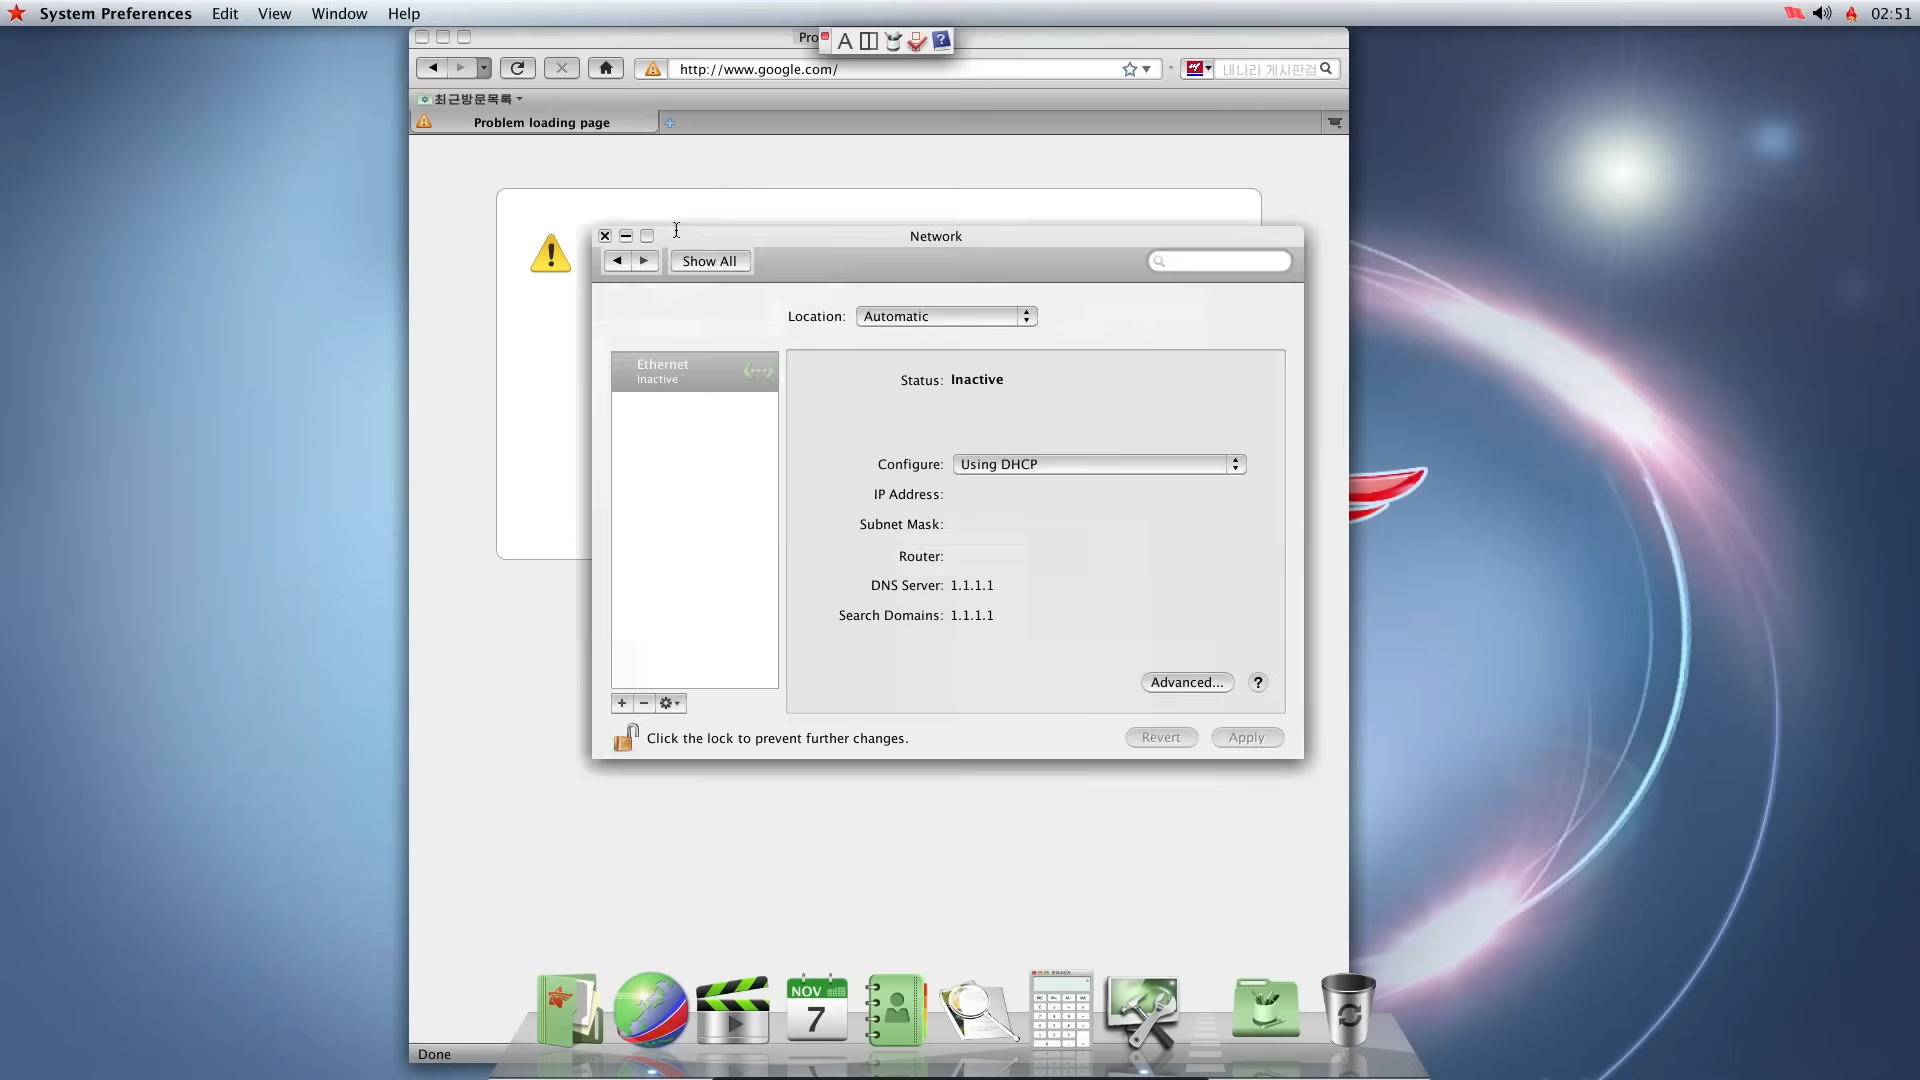 System Preferences Edit View Window Help 02:51
Pro A ?
http://www.google.com/ 내나라 게시판검
최근방문목록
Problem loading page
Network
Show All
Location: Automatic
Ethernet
Inactive
Status: Inactive
Configure: Using DHCP
IP Address:
Subnet Mask:
Router:
DNS Server: 1.1.1.1
Search Domains: 1.1.1.1
Advanced... ?
Click the lock to prevent further changes.
Revert Apply
NOV
7
Done